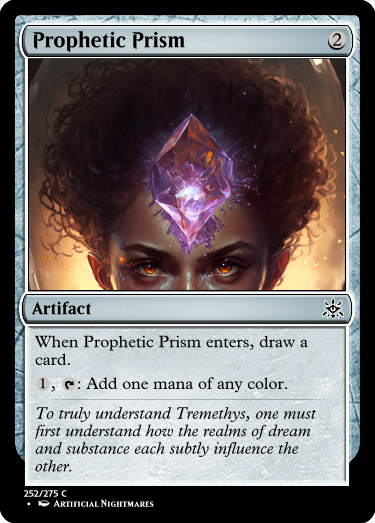 Prophetic Prism 2
Artifact
When Prophetic Prism enters, draw a
card.
1, T: Add one mana of any color.
To truly understand Tremethys, one must
first understand how the realms of dream
and substance each subtly influence the
other.
252/275 C
• Artificial Nightmares